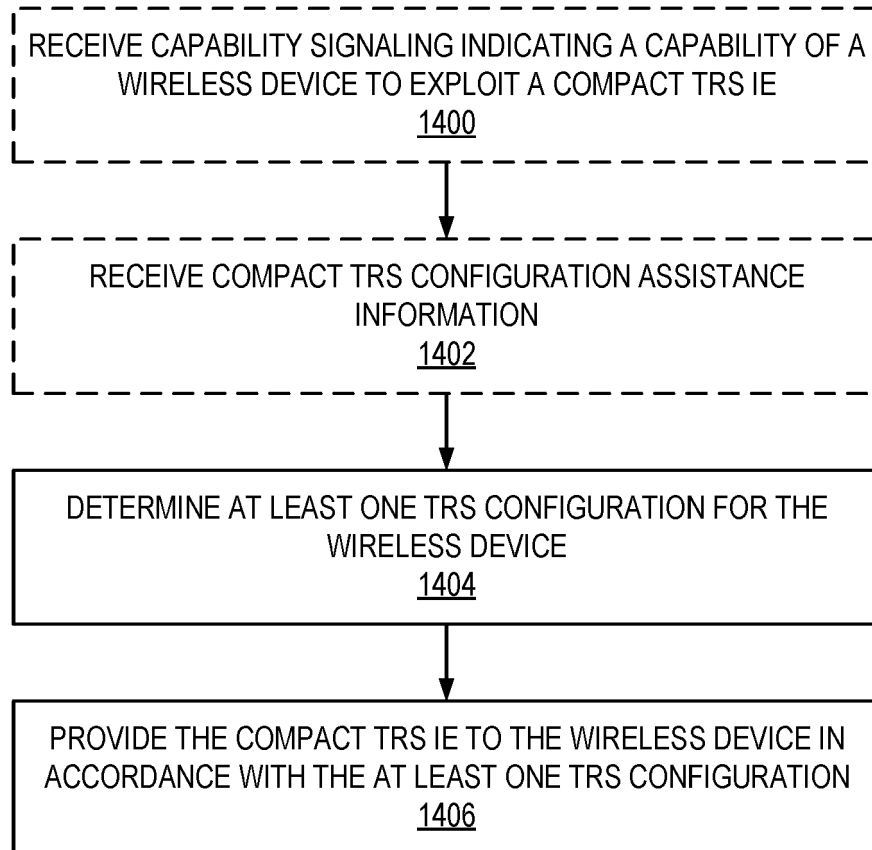 RECEIVE CAPABILITY SIGNALING INDICATING A CAPABILITY OF A
WIRELESS DEVICE TO EXPLOIT A COMPACT TRS IE
1400
RECEIVE COMPACT TRS CONFIGURATION ASSISTANCE
INFORMATION
1402
DETERMINE AT LEAST ONE TRS CONFIGURATION FOR THE
WIRELESS DEVICE
1404
PROVIDE THE COMPACT TRS IE TO THE WIRELESS DEVICE IN
ACCORDANCE WITH THE AT LEAST ONE TRS CONFIGURATION
1406